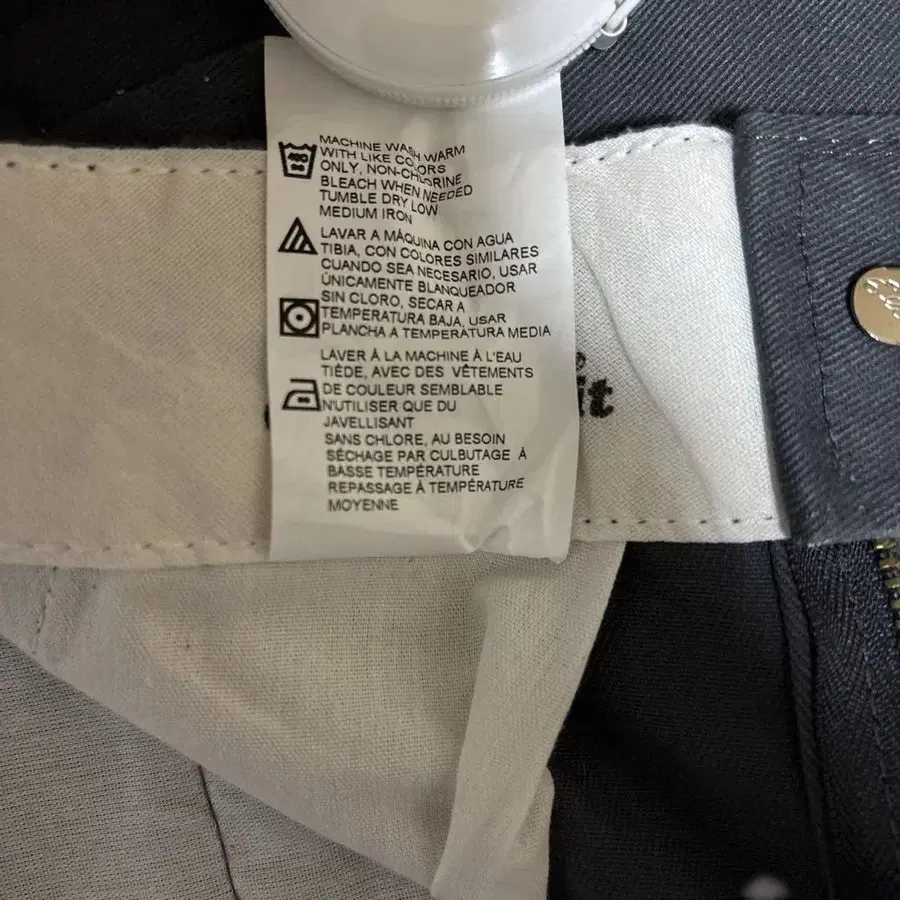 MACHINE WASH WARM
WITH LIKE COLORS
ONLY, NON-CHLORINE
BLEACH WHEN NEEDED
TUMBLE DRY LOW
MEDIUM IRON
LAVAR A MÁQUINA CON AGUA
TIBIA, CON COLORES SIMILARES
CUANDO SEA NECESARIO, USAR
ÚNICAMENTE BLANQUEADOR
SIN CLORO, SECAR A
TEMPERATURA BAJA, USAR
PLANCHA A TEMPERATURA MEDIA
LAVER À LA MACHINE À L'EAU
TIÈDE, AVEC DES VÊTEMENTS
DE COULEUR SEMBLABLE
N'UTILISER QUE DU
JAVELLISANT
SANS CHLORE, AU BESOIN
SÉCHAGE PAR CULBUTAGE À
BASSE TEMPÉRATURE
REPASSAGE À TEMPÉRATURE
MOYENNE